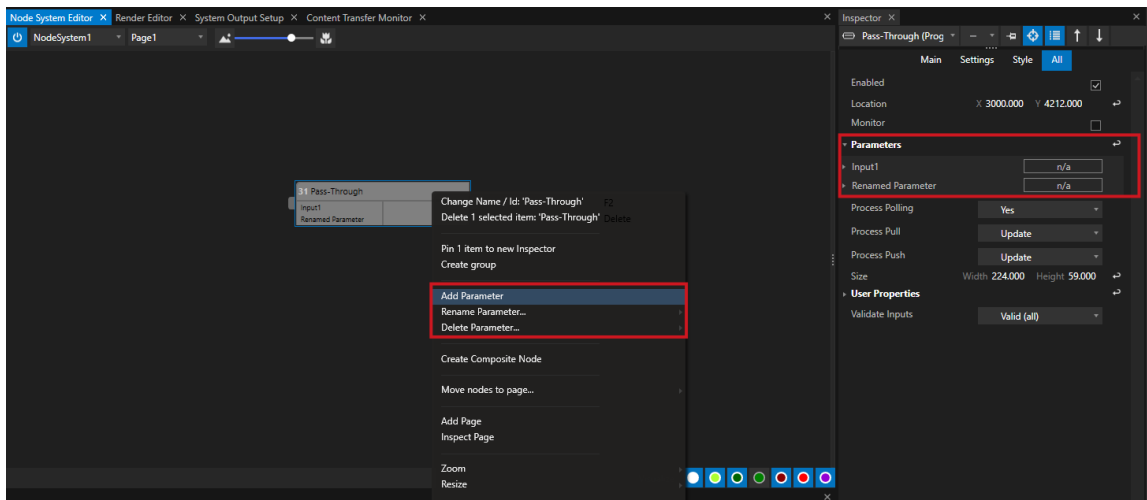 Node System Editor × Render Editor × System Output Setup × Content Transfer Monitor × ×
NodeSystem1 Page1
31 Pass-Through
Input1
Renamed Parameter
Change Name / Id: 'Pass-Through' F2
Delete 1 selected item: 'Pass-Through' Delete
Pin 1 item to new Inspector
Create group
Add Parameter
Rename Parameter...
Delete Parameter...
Create Composite Node
Move nodes to page...
Add Page
Inspect Page
Zoom
Resize
Inspector ×
Pass-Through (Prog
Main Settings Style All
Enabled
Location X 3000.000 Y 4212.000
Monitor
Parameters
Input1 n/a
Renamed Parameter n/a
Process Polling Yes
Process Pull Update
Process Push Update
Size Width 224.000 Height 59.000
User Properties
Validate Inputs Valid (all)